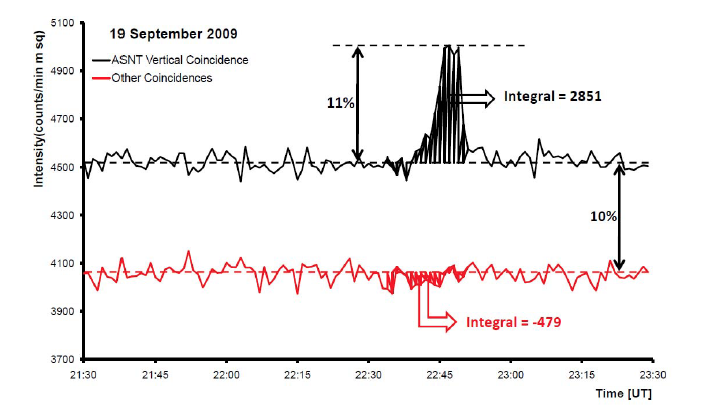 19 September 2009
ASNT Vertical Coincidence
Other Coincidences
Intensity(counts/min m sq)
5100
4900
4700
4500
4300
4100
3900
3700
11%
Integral = 2851
10%
Integral = -479
21:30 21:45 22:00 22:15 22:30 22:45 23:00 23:15 23:30
Time [UT]